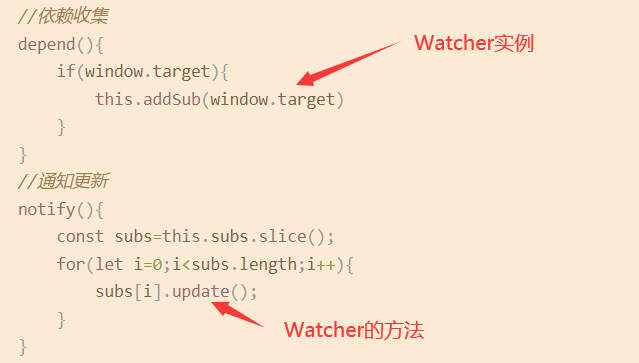 //依赖收集
depend(){
    if(window.target){
Watcher实例
        this.addSub(window.target)
    }
}
//通知更新
notify(){
    const subs=this.subs.slice();
    for(let i=0;i<subs.length;i++){
        subs[i].update();
    }
Watcher的方法
}